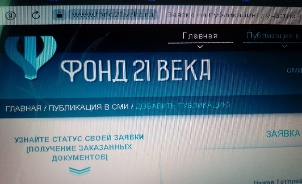 Главная
Публикация в
ФОНД 21 ВЕКА
ГЛАВНАЯ / ПУБЛИКАЦИЯ В СМИ / ДОБАВИТЬ ПУБЛИКАЦИЮ
УЗНАЙТЕ СТАТУС СВОЕЙ ЗАЯВКИ
(ПОЛУЧЕНИЕ ЗАКАЗАННЫХ
ДОКУМЕНТОВ)
ЗАЯВКА